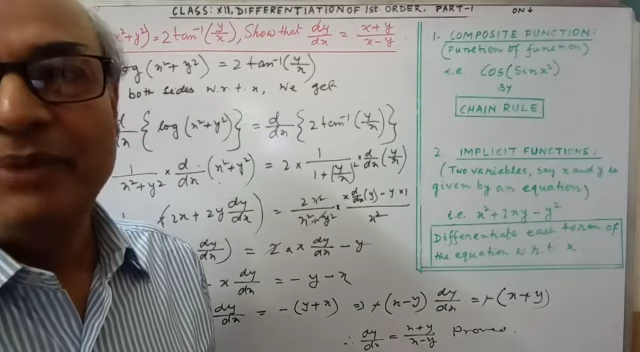 CLASS: XII, DIFFERENTIATION OF 1ST. ORDER. PART-1
x²+y²) = 2 tan⁻¹(y/x), Show that dy/dx = x+y/x-y.
log(x²+y²) = 2 tan⁻¹(y/x)
both sides w.r.t. x, we get
d/dx {log(x²+y²)} = d/dx {2 tan⁻¹(y/x)}
1/x²+y² × d/dx (x²+y²) = 2 × 1/1+(y/x)² × d/dx (y/x)
(2x + 2y dy/dx) = 2x²/x²+y² × x d/dx(y) - y×1/x²
dy/dx) = x dy/dx - y
- x dy/dx = - y - x
dy/dx = -(y+x) ⇒ -(x-y) dy/dx = -(x+y)
∴ dy/dx = x+y/x-y Proved.
1. COMPOSITE FUNCTION:
(Function of function)
i.e. Cos(Sinx²)
BY
CHAIN RULE
2. IMPLICIT FUNCTIONS:
(Two variables, say x and y is
given by an equation)
i.e. x²+2xy-y²
Differentiate each term of
the equation w.r.t. x.